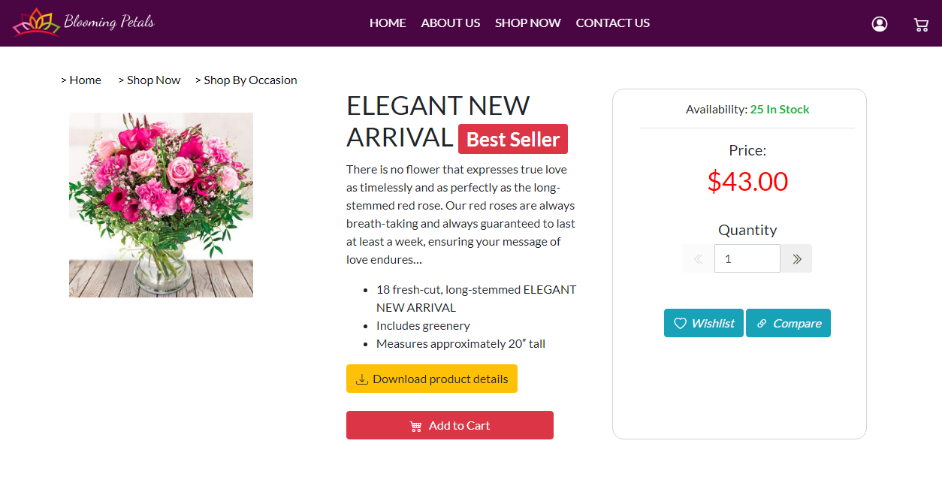 Blooming Petals
HOME ABOUT US SHOP NOW CONTACT US
> Home > Shop Now > Shop By Occasion
ELEGANT NEW
ARRIVAL Best Seller
There is no flower that expresses true love
as timelessly and as perfectly as the long-
stemmed red rose. Our red roses are always
breath-taking and always guaranteed to last
at least a week, ensuring your message of
love endures...
• 18 fresh-cut, long-stemmed ELEGANT
NEW ARRIVAL
• Includes greenery
• Measures approximately 20" tall
Download product details
Add to Cart
Availability: 25 In Stock
Price:
$43.00
Quantity
1
Wishlist Compare